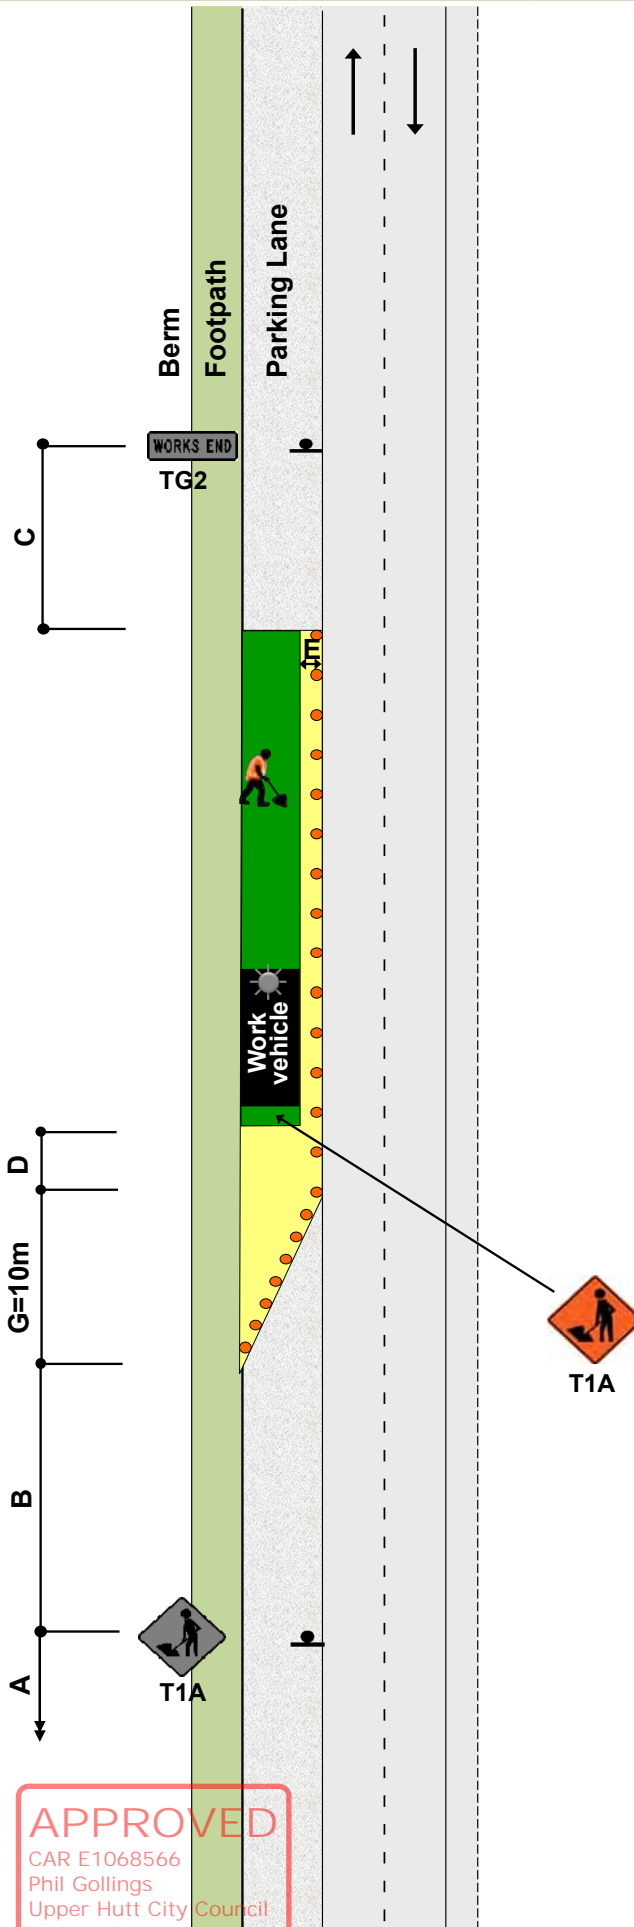 Berm
Footpath
Parking Lane
WORKS END
TG2
C
E
Work
vehicle
D
G=10m
T1A
B
T1A
A
APPROVED
CAR E1068566
Phil Gollings
Upper Hutt City Council